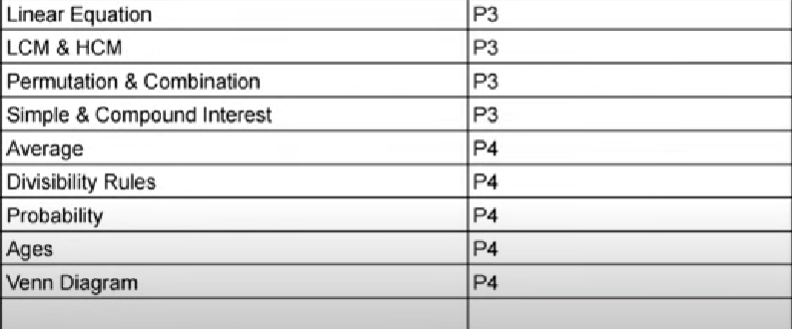 Linear Equation P3
LCM & HCM P3
Permutation & Combination P3
Simple & Compound Interest P3
Average P4
Divisibility Rules P4
Probability P4
Ages P4
Venn Diagram P4